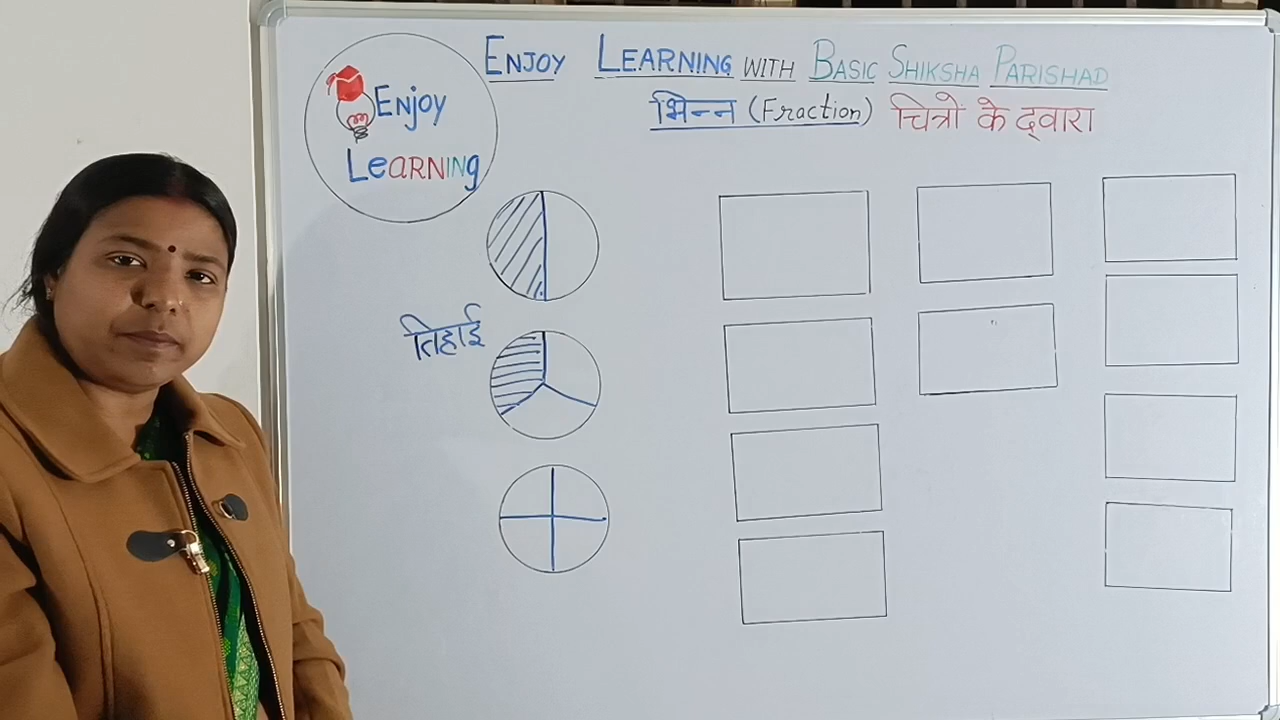 Enjoy Learning with Basic Shiksha Parishad
भिन्न (Fraction) चित्रों के द्वारा
Enjoy
Learning
तिहाई